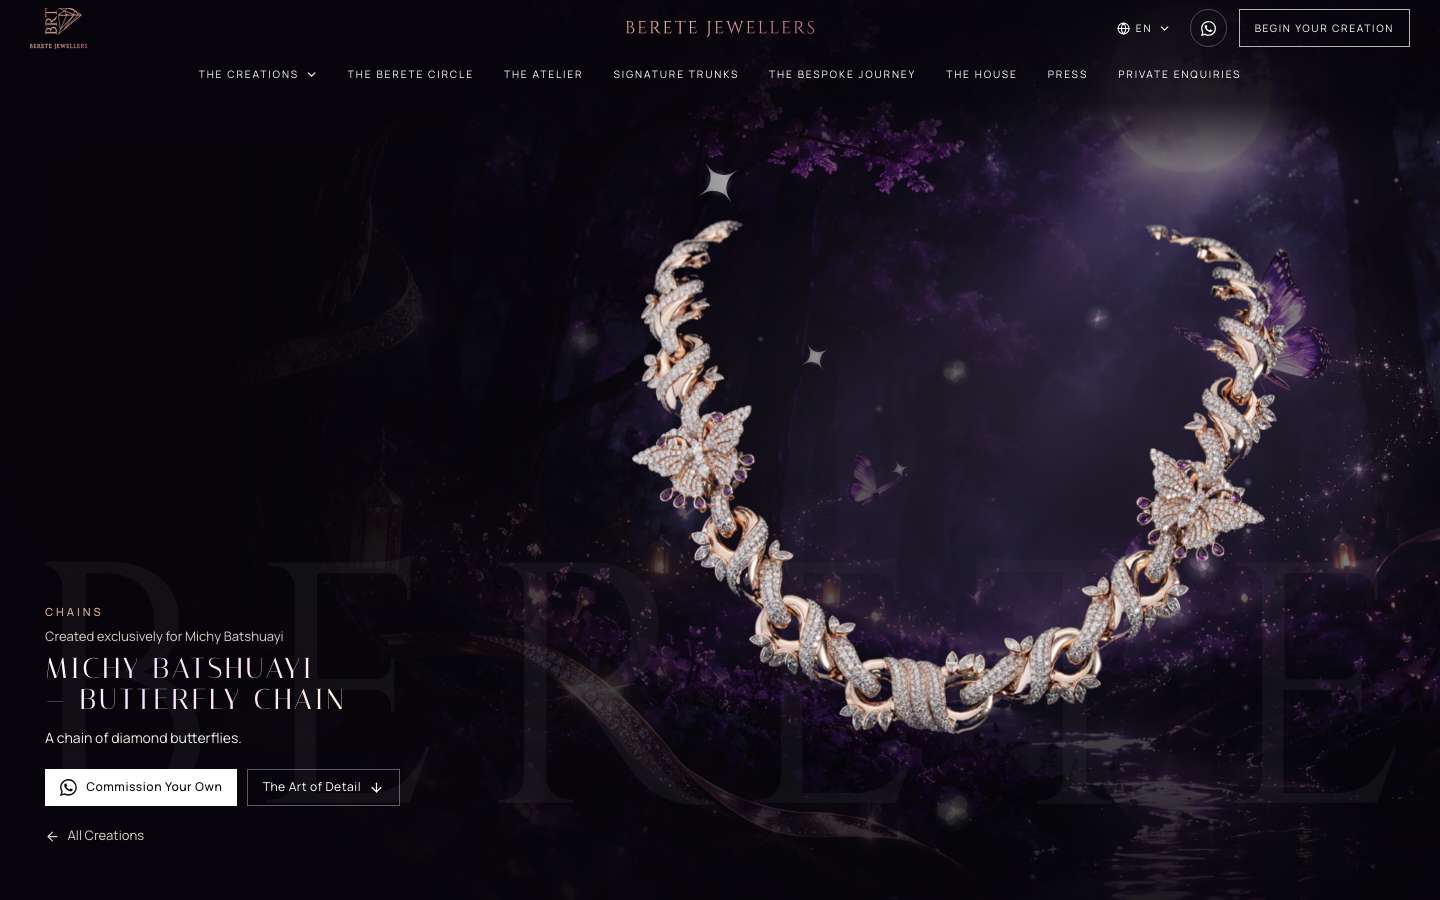 BRT
BERETE JEWELLERS
BERETE JEWELLERS
EN
BEGIN YOUR CREATION
THE CREATIONS
THE BERETE CIRCLE
THE ATELIER
SIGNATURE TRUNKS
THE BESPOKE JOURNEY
THE HOUSE
PRESS
PRIVATE ENQUIRIES
BERETE
CHAINS
Created exclusively for Michy Batshuayi
MICHY BATSHUAYI
— BUTTERFLY CHAIN
A chain of diamond butterflies.
Commission Your Own
The Art of Detail
All Creations